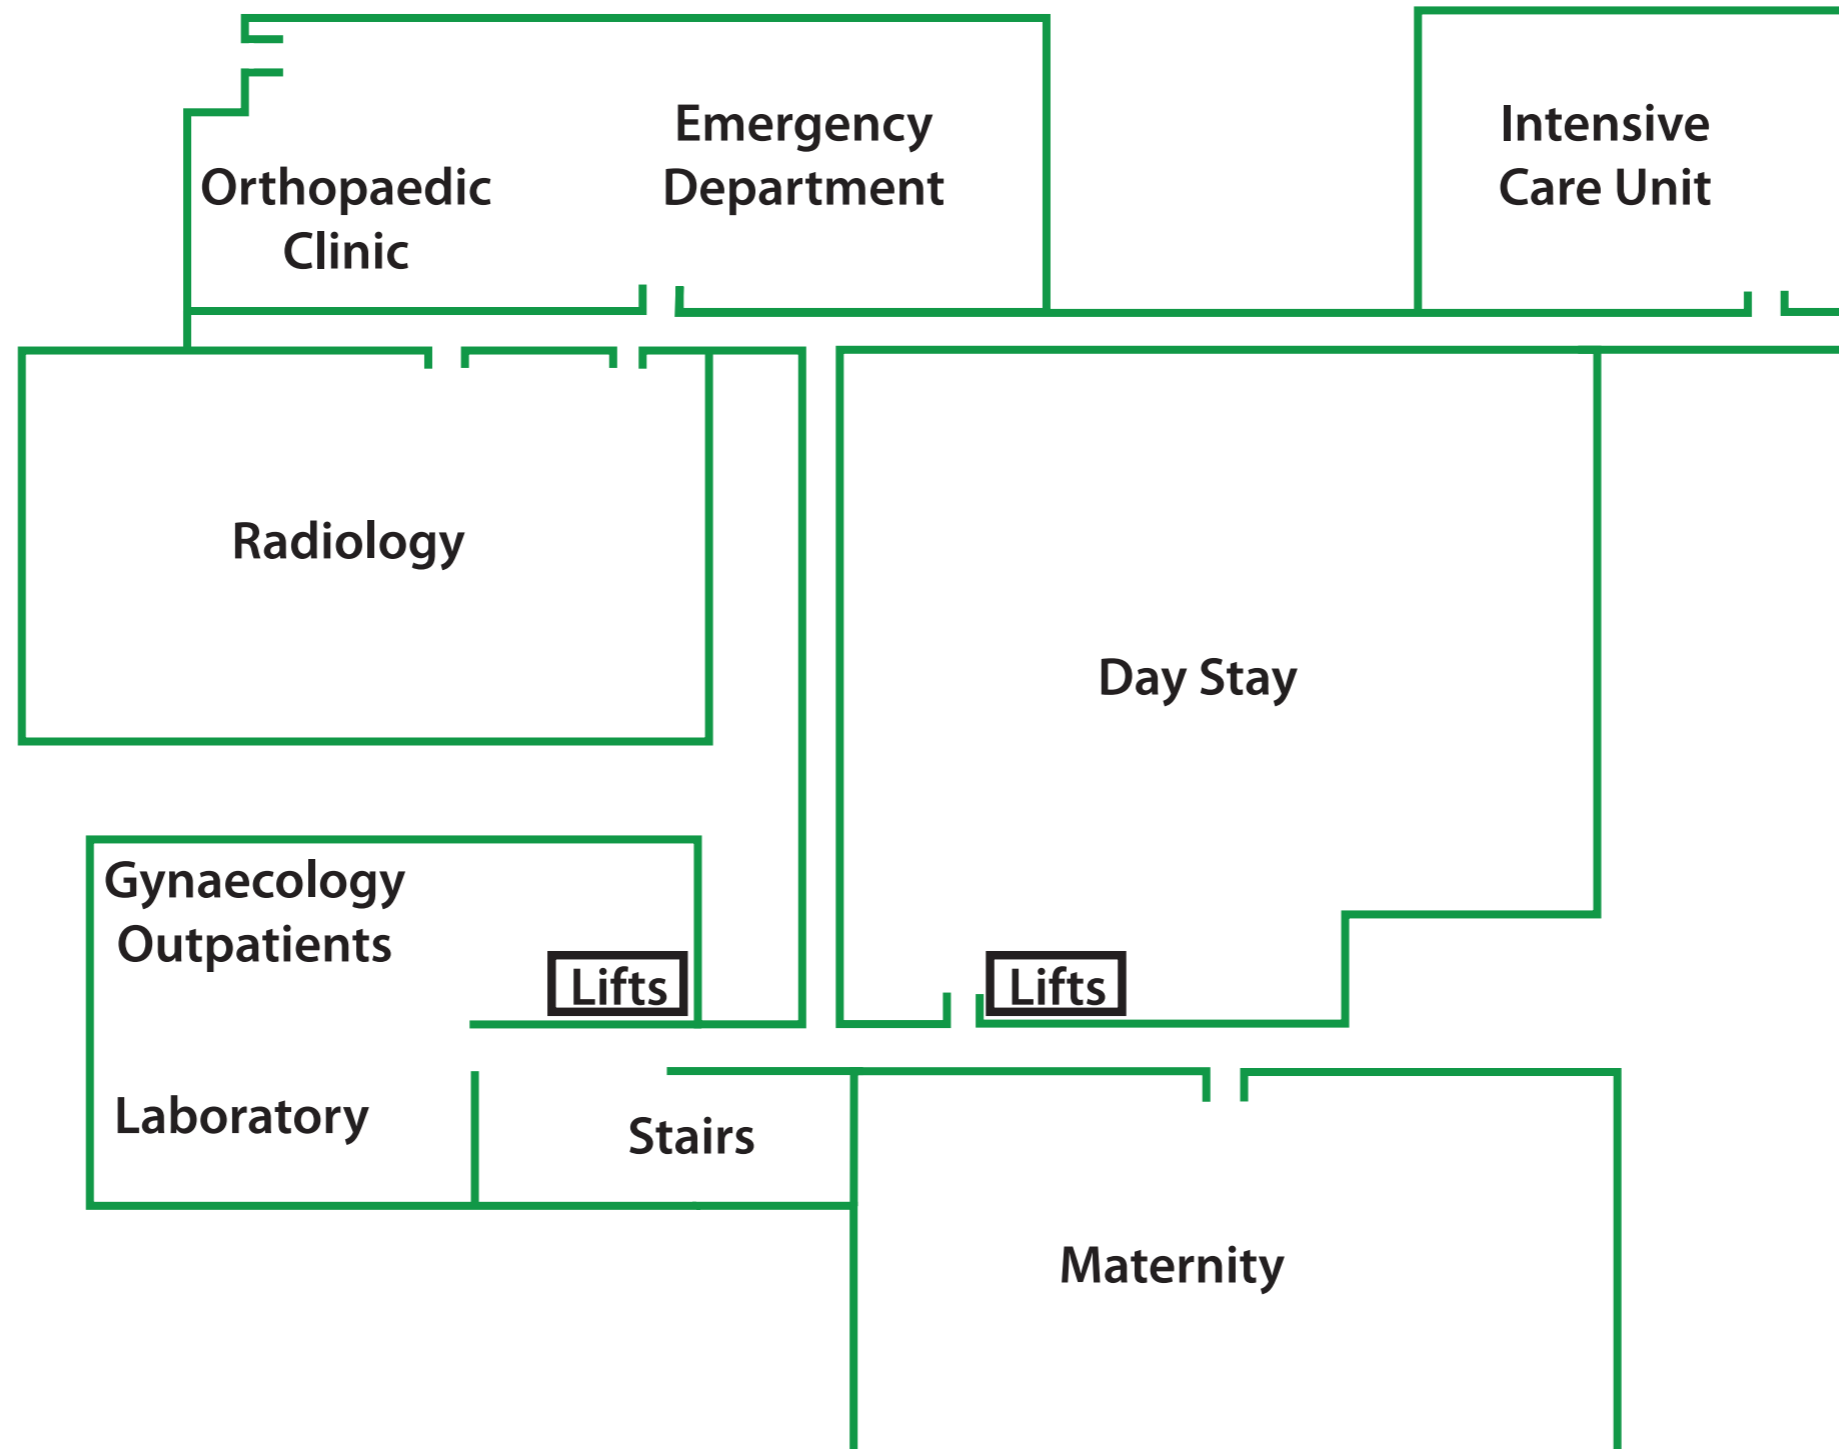 Emergency
Department
Intensive
Care Unit
Orthopaedic
Clinic
Radiology
Day Stay
Gynaecology
Outpatients
Lifts
Lifts
Laboratory
Stairs
Maternity